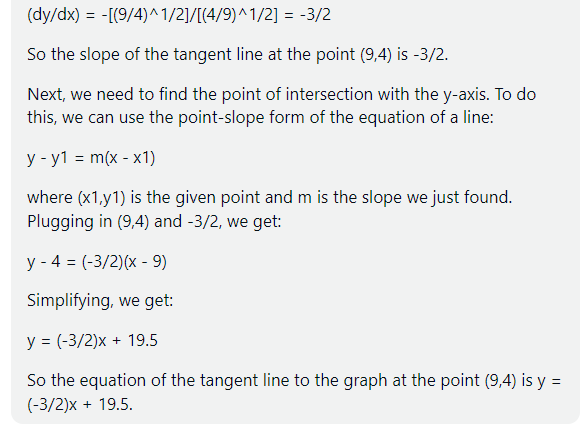 (dy/dx) = -[(9/4)^1/2]/[(4/9)^1/2] = -3/2
So the slope of the tangent line at the point (9,4) is -3/2.
Next, we need to find the point of intersection with the y-axis. To do
this, we can use the point-slope form of the equation of a line:
y - y1 = m(x - x1)
where (x1,y1) is the given point and m is the slope we just found.
Plugging in (9,4) and -3/2, we get:
y - 4 = (-3/2)(x - 9)
Simplifying, we get:
y = (-3/2)x + 19.5
So the equation of the tangent line to the graph at the point (9,4) is y =
(-3/2)x + 19.5.